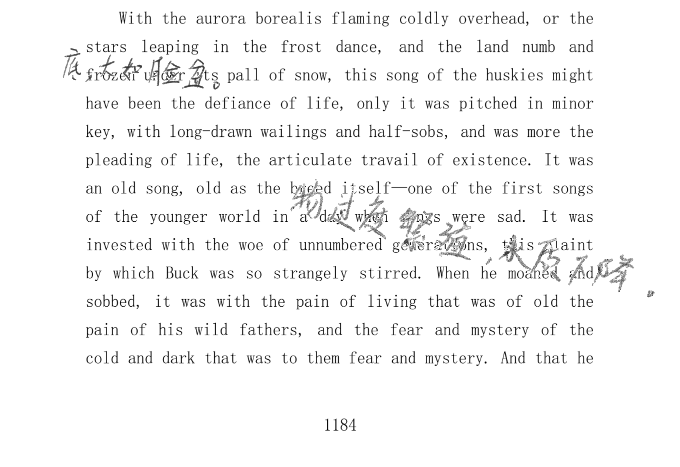 With the aurora borealis flaming coldly overhead, or the
stars leaping in the frost dance, and the land numb and
frozen under its pall of snow, this song of the huskies might
底,大如脸盆。
have been the defiance of life, only it was pitched in minor
key, with long-drawn wailings and half-sobs, and was more the
pleading of life, the articulate travail of existence. It was
an old song, old as the breed itself—one of the first songs
of the younger world in a day when songs were sad. It was
物过度繁殖,水质下降。
invested with the woe of unnumbered generations, this plaint
by which Buck was so strangely stirred. When he moaned and
sobbed, it was with the pain of living that was of old the
pain of his wild fathers, and the fear and mystery of the
cold and dark that was to them fear and mystery. And that he
1184